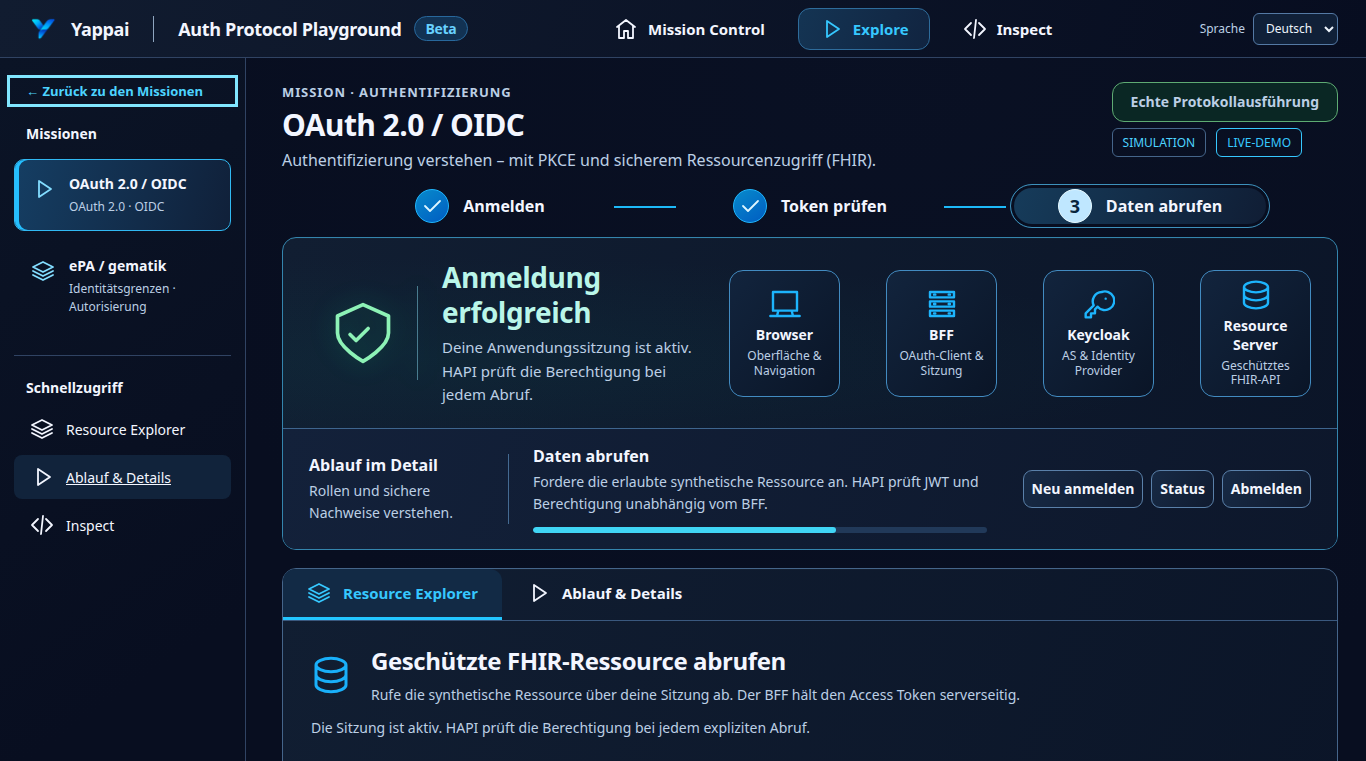 Yappai
Auth Protocol Playground
Beta
Mission Control
Explore
Inspect
Sprache
Deutsch
← Zurück zu den Missionen
Missionen
OAuth 2.0 / OIDC
OAuth 2.0 · OIDC
ePA / gematik
Identitätsgrenzen ·
Autorisierung
Schnellzugriff
Resource Explorer
Ablauf & Details
Inspect
MISSION · AUTHENTIFIZIERUNG
OAuth 2.0 / OIDC
Authentifizierung verstehen – mit PKCE und sicherem Ressourcenzugriff (FHIR).
Echte Protokollausführung
SIMULATION
LIVE-DEMO
Anmelden
Token prüfen
3
Daten abrufen
Anmeldung
erfolgreich
Deine Anwendungssitzung ist aktiv.
HAPI prüft die Berechtigung bei
jedem Abruf.
Browser
Oberfläche &
Navigation
BFF
OAuth-Client &
Sitzung
Keycloak
AS & Identity
Provider
Resource
Server
Geschütztes
FHIR-API
Ablauf im Detail
Rollen und sichere
Nachweise verstehen.
Daten abrufen
Fordere die erlaubte synthetische Ressource an. HAPI prüft JWT und
Berechtigung unabhängig vom BFF.
Neu anmelden
Status
Abmelden
Resource Explorer
Ablauf & Details
Geschützte FHIR-Ressource abrufen
Rufe die synthetische Ressource über deine Sitzung ab. Der BFF hält den Access Token serverseitig.
Die Sitzung ist aktiv. HAPI prüft die Berechtigung bei jedem expliziten Abruf.